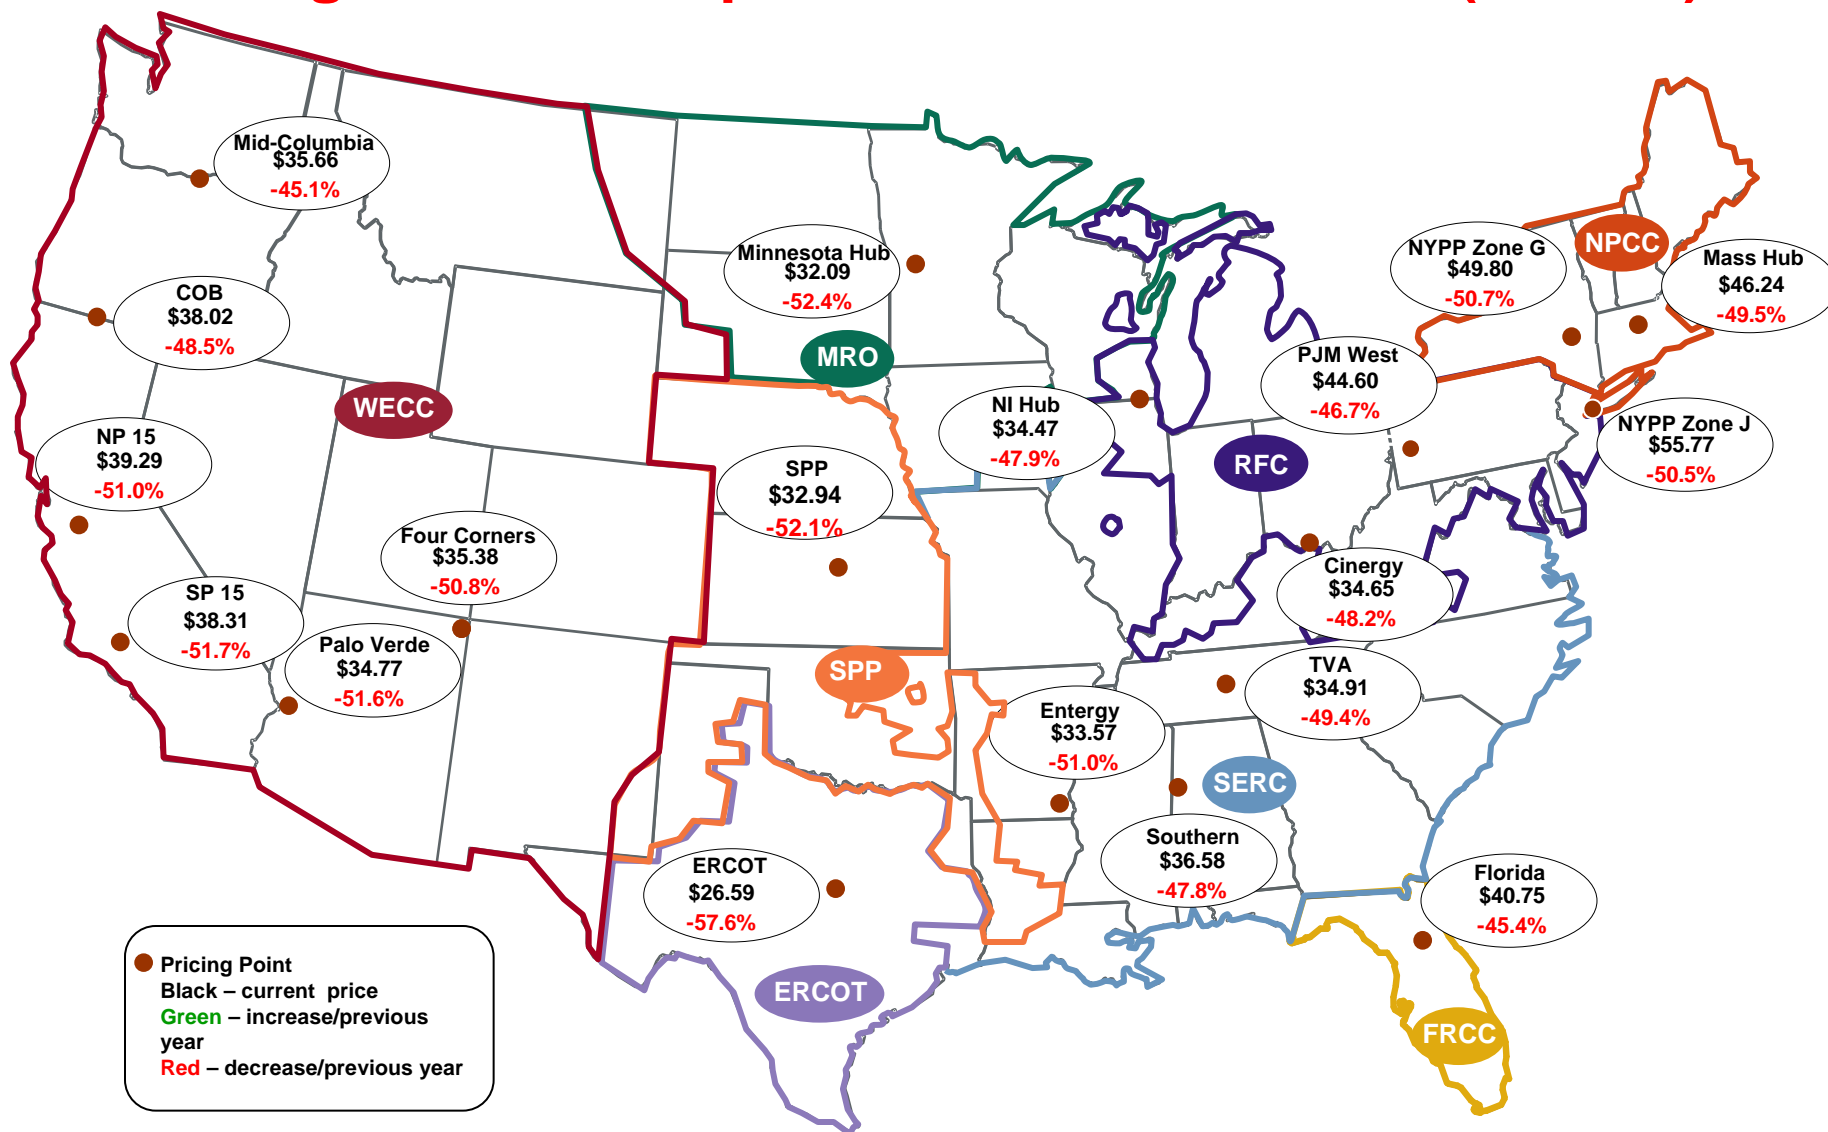 Mid-Columbia
$35.66
-45.1%
COB
$38.02
-48.5%
NP 15
$39.29
-51.0%
SP 15
$38.31
-51.7%
Four Corners
$35.38
-50.8%
Palo Verde
$34.77
-51.6%
WECC
Minnesota Hub
$32.09
-52.4%
MRO
SPP
$32.94
-52.1%
SPP
NI Hub
$34.47
-47.9%
RFC
PJM West
$44.60
-46.7%
NYPP Zone G
$49.80
-50.7%
NPCC
Mass Hub
$46.24
-49.5%
NYPP Zone J
$55.77
-50.5%
Cinergy
$34.65
-48.2%
TVA
$34.91
-49.4%
Entergy
$33.57
-51.0%
SERC
Southern
$36.58
-47.8%
Florida
$40.75
-45.4%
FRCC
ERCOT
$26.59
-57.6%
ERCOT
Pricing Point
Black – current price
Green – increase/previous
year
Red – decrease/previous year